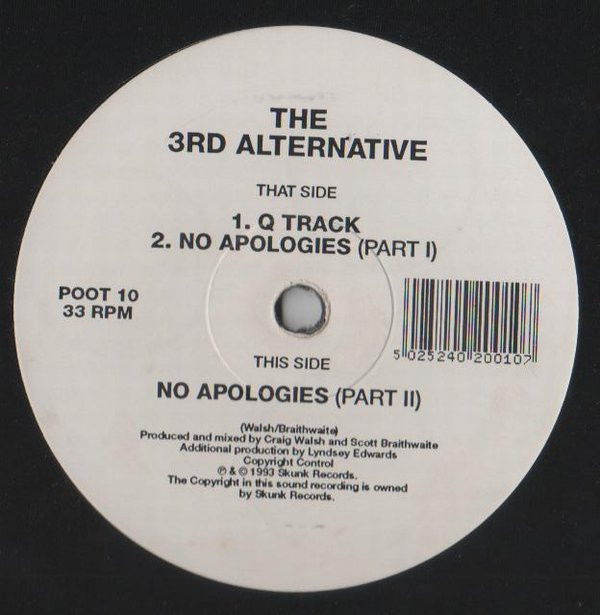 THE
3RD ALTERNATIVE
THAT SIDE
1. Q TRACK
2. NO APOLOGIES (PART I)
POOT 10
33 RPM
5 025240 200107
THIS SIDE
NO APOLOGIES (PART II)
(Walsh/Braithwaite)
Produced and mixed by Craig Walsh and Scott Braithwaite
Additional production by Lyndsey Edwards
Copyright Control
℗ & © 1993 Skunk Records.
The Copyright in this sound recording is owned
by Skunk Records.